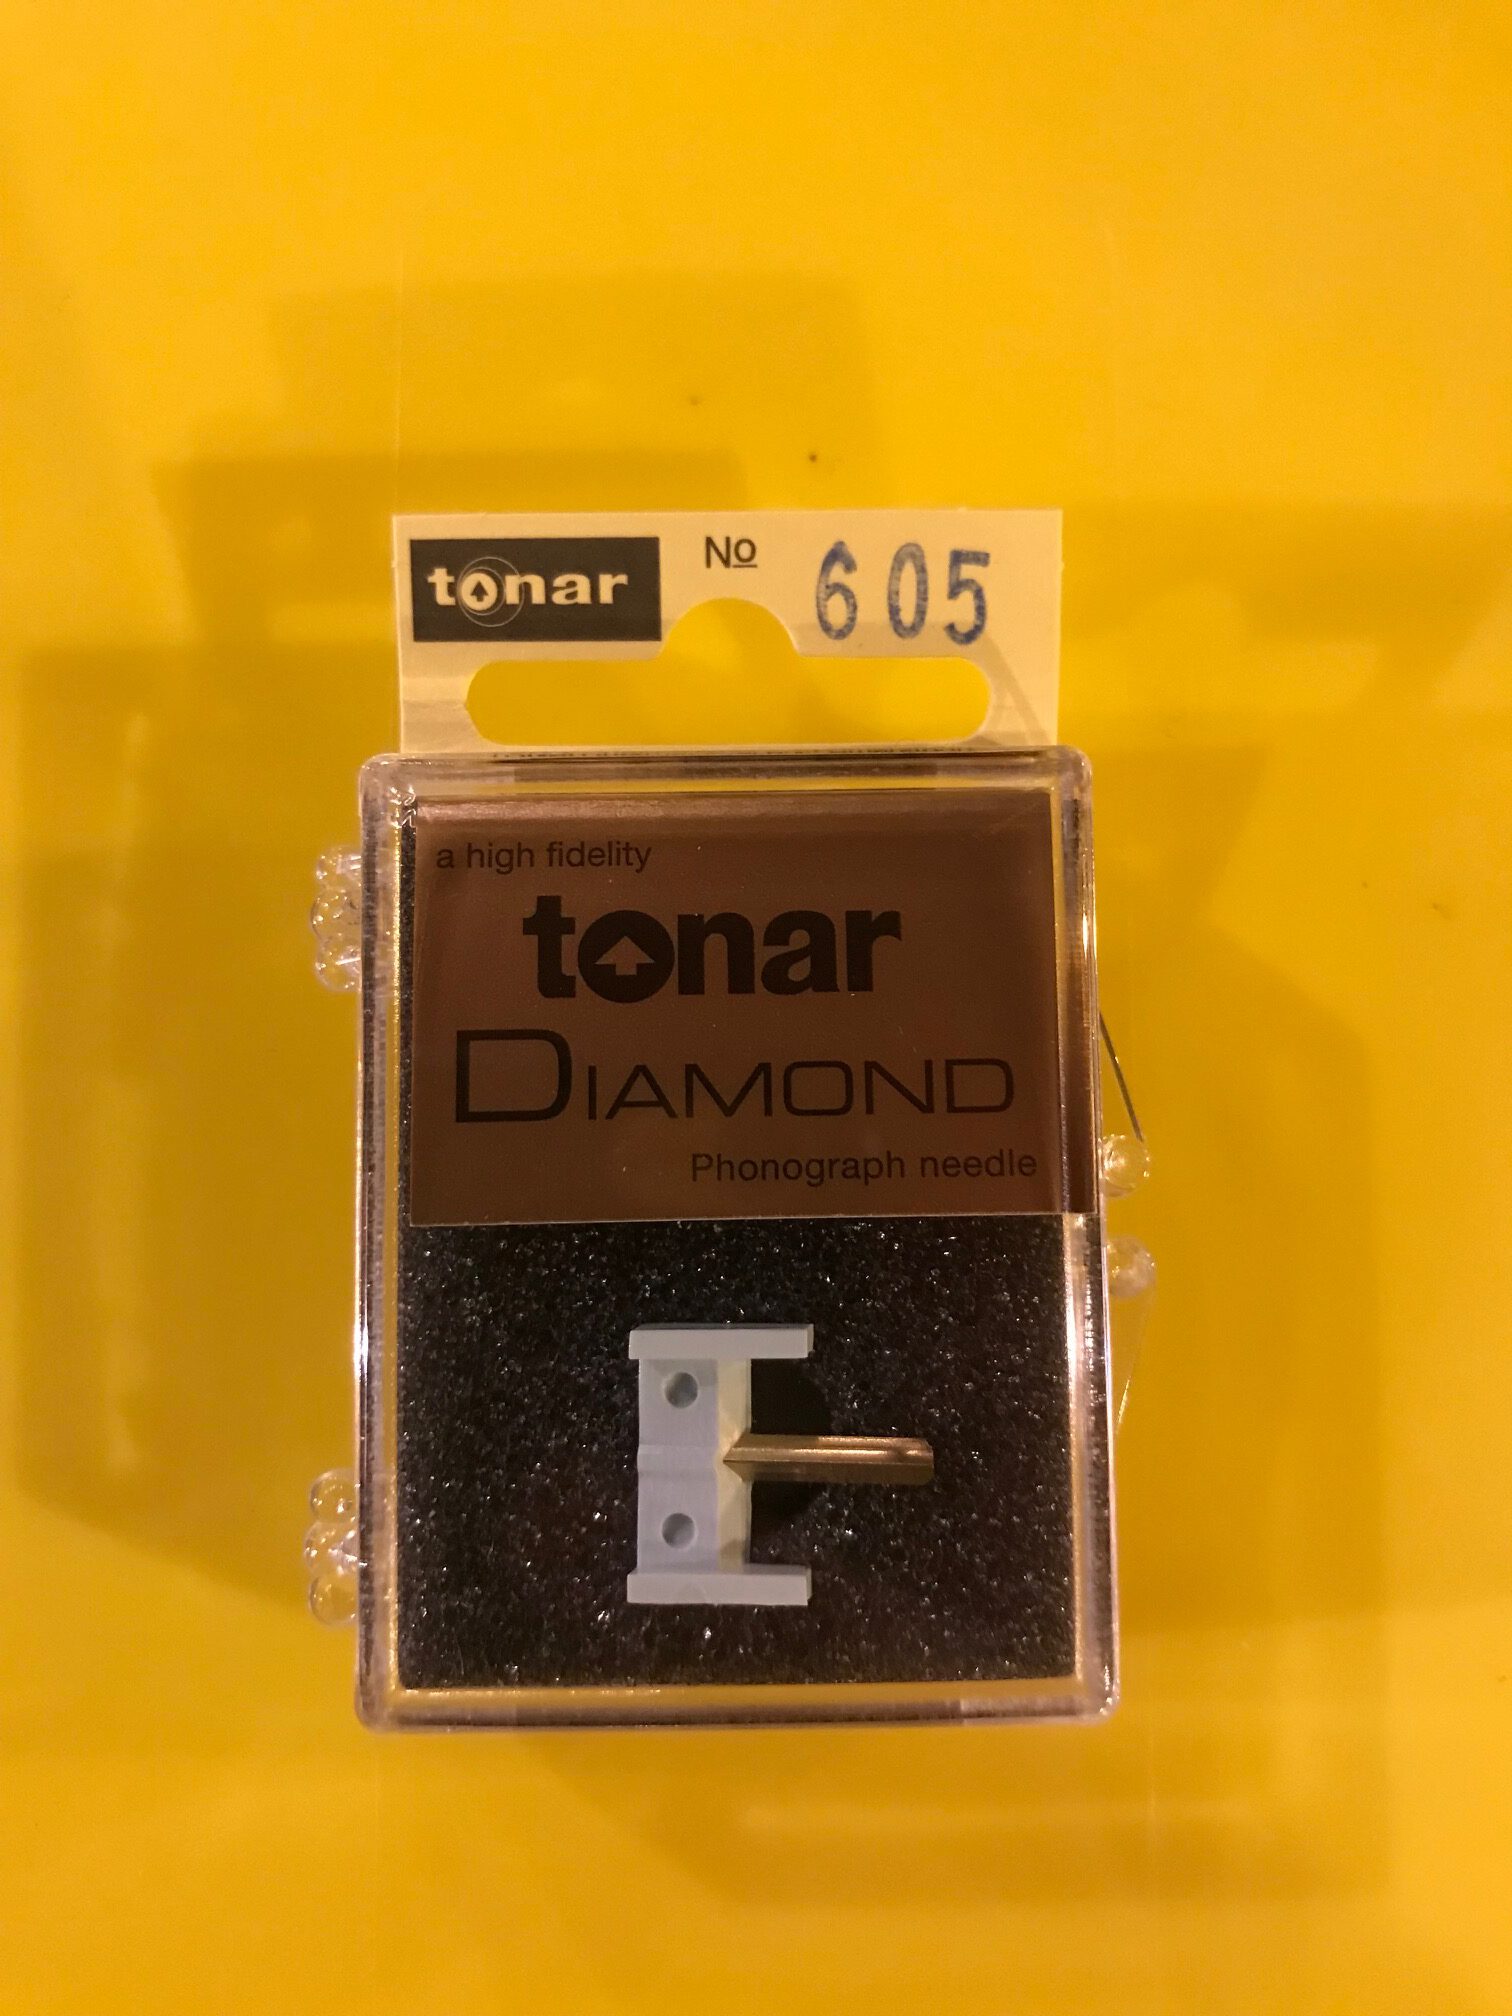 tonar Nº 605
a high fidelity
tonar
DIAMOND
Phonograph needle